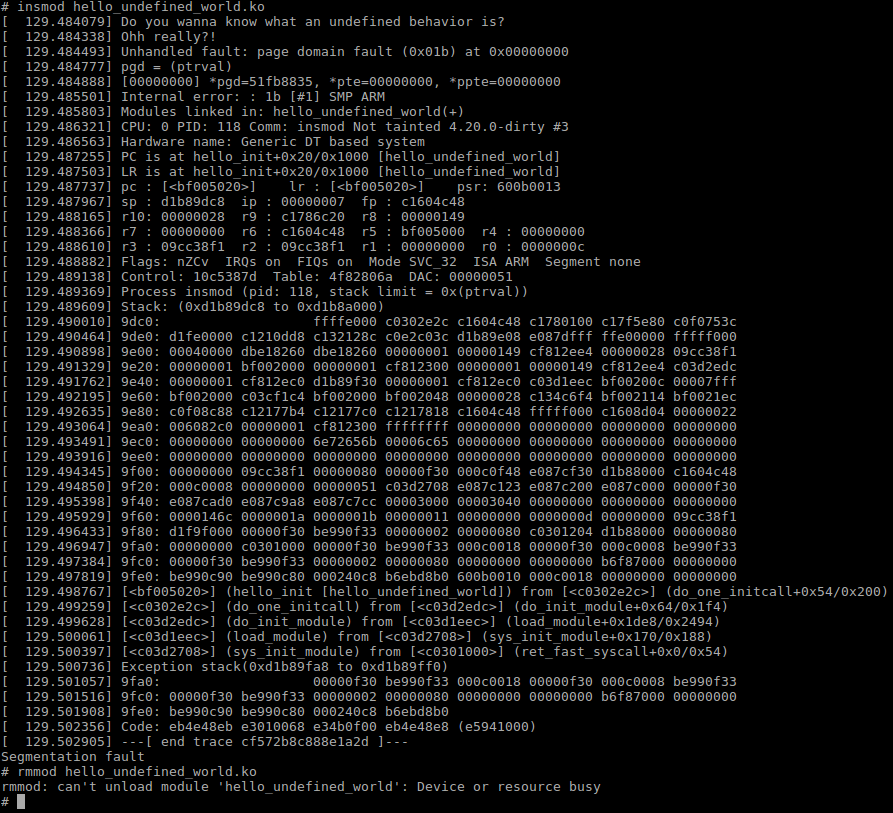 # insmod hello_undefined_world.ko
[  129.484079] Do you wanna know what an undefined behavior is?
[  129.484338] Ohh really?!
[  129.484493] Unhandled fault: page domain fault (0x01b) at 0x00000000
[  129.484777] pgd = (ptrval)
[  129.484888] [00000000] *pgd=51fb8835, *pte=00000000, *ppte=00000000
[  129.485501] Internal error: : 1b [#1] SMP ARM
[  129.485803] Modules linked in: hello_undefined_world(+)
[  129.486321] CPU: 0 PID: 118 Comm: insmod Not tainted 4.20.0-dirty #3
[  129.486563] Hardware name: Generic DT based system
[  129.487255] PC is at hello_init+0x20/0x1000 [hello_undefined_world]
[  129.487503] LR is at hello_init+0x20/0x1000 [hello_undefined_world]
[  129.487737] pc : [<bf005020>]    lr : [<bf005020>]    psr: 600b0013
[  129.487967] sp : d1b89dc8  ip : 00000007  fp : c1604c48
[  129.488165] r10: 00000028  r9 : c1786c20  r8 : 00000149
[  129.488366] r7 : 00000000  r6 : c1604c48  r5 : bf005000  r4 : 00000000
[  129.488610] r3 : 09cc38f1  r2 : 09cc38f1  r1 : 00000000  r0 : 0000000c
[  129.488882] Flags: nZCv  IRQs on  FIQs on  Mode SVC_32  ISA ARM  Segment none
[  129.489138] Control: 10c5387d  Table: 4f82806a  DAC: 00000051
[  129.489369] Process insmod (pid: 118, stack limit = 0x(ptrval))
[  129.489609] Stack: (0xd1b89dc8 to 0xd1b8a000)
[  129.490010] 9dc0:                   ffffe000 c0302e2c c1604c48 c1780100 c17f5e80 c0f0753c
[  129.490464] 9de0: d1fe0000 c1210dd8 c132128c c0e2c03c d1b89e08 e087dfff ffe00000 fffff000
[  129.490898] 9e00: 00040000 dbe18260 dbe18260 00000001 00000149 cf812ee4 00000028 09cc38f1
[  129.491329] 9e20: 00000001 bf002000 00000001 cf812300 00000001 00000149 cf812ee4 c03d2edc
[  129.491762] 9e40: 00000001 cf812ec0 d1b89f30 00000001 cf812ec0 c03d1eec bf00200c 00007fff
[  129.492195] 9e60: bf002000 c03cf1c4 bf002000 bf002048 00000028 c134c6f4 bf002114 bf0021ec
[  129.492635] 9e80: c0f08c88 c12177b4 c12177c0 c1217818 c1604c48 fffff000 c1608d04 00000022
[  129.493064] 9ea0: 006082c0 00000001 cf812300 ffffffff 00000000 00000000 00000000 00000000
[  129.493491] 9ec0: 00000000 00000000 6e72656b 00006c65 00000000 00000000 00000000 00000000
[  129.493916] 9ee0: 00000000 00000000 00000000 00000000 00000000 00000000 00000000 00000000
[  129.494345] 9f00: 00000000 09cc38f1 00000080 00000f30 000c0f48 e087cf30 d1b88000 c1604c48
[  129.494850] 9f20: 000c0008 00000000 00000051 c03d2708 e087c123 e087c200 e087c000 00000f30
[  129.495398] 9f40: e087cad0 e087c9a8 e087c7cc 00003000 00003040 00000000 00000000 00000000
[  129.495929] 9f60: 0000146c 0000001a 0000001b 00000011 00000000 0000000d 00000000 09cc38f1
[  129.496433] 9f80: d1f9f000 00000f30 be990f33 00000002 00000080 c0301204 d1b88000 00000080
[  129.496947] 9fa0: 00000000 c0301000 00000f30 be990f33 000c0018 00000f30 000c0008 be990f33
[  129.497384] 9fc0: 00000f30 be990f33 00000002 00000080 00000000 00000000 b6f87000 00000000
[  129.497819] 9fe0: be990c90 be990c80 000240c8 b6ebd8b0 600b0010 000c0018 00000000 00000000
[  129.498767] [<bf005020>] (hello_init [hello_undefined_world]) from [<c0302e2c>] (do_one_initcall+0x54/0x200)
[  129.499259] [<c0302e2c>] (do_one_initcall) from [<c03d2edc>] (do_init_module+0x64/0x1f4)
[  129.499628] [<c03d2edc>] (do_init_module) from [<c03d1eec>] (load_module+0x1de8/0x2494)
[  129.500061] [<c03d1eec>] (load_module) from [<c03d2708>] (sys_init_module+0x170/0x188)
[  129.500397] [<c03d2708>] (sys_init_module) from [<c0301000>] (ret_fast_syscall+0x0/0x54)
[  129.500736] Exception stack(0xd1b89fa8 to 0xd1b89ff0)
[  129.501057] 9fa0:                   00000f30 be990f33 000c0018 00000f30 000c0008 be990f33
[  129.501516] 9fc0: 00000f30 be990f33 00000002 00000080 00000000 00000000 b6f87000 00000000
[  129.501908] 9fe0: be990c90 be990c80 000240c8 b6ebd8b0
[  129.502356] Code: eb4e48eb e3010068 e34b0f00 eb4e48e8 (e5941000)
[  129.502905] ---[ end trace cf572b8c888e1a2d ]---
Segmentation fault
# rmmod hello_undefined_world.ko
rmmod: can't unload module 'hello_undefined_world': Device or resource busy
#